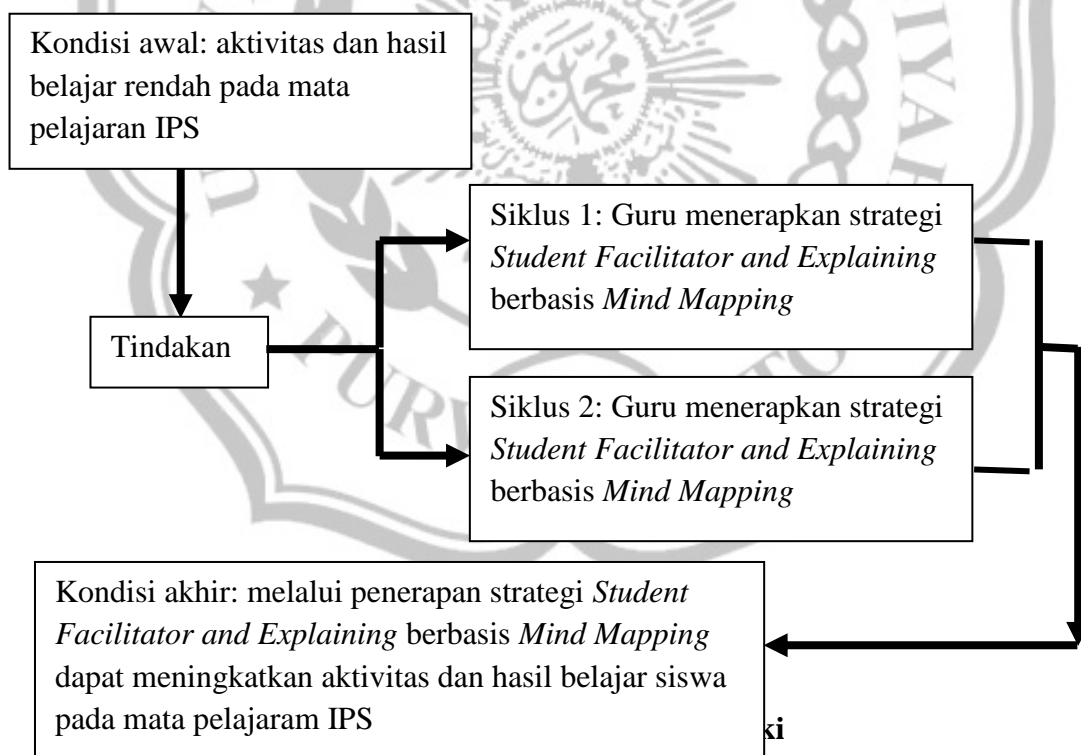 Kondisi awal: aktivitas dan hasil
belajar rendah pada mata
pelajaran IPS
Tindakan
Siklus 1: Guru menerapkan strategi
Student Facilitator and Explaining
berbasis Mind Mapping
Siklus 2: Guru menerapkan strategi
Student Facilitator and Explaining
berbasis Mind Mapping
Kondisi akhir: melalui penerapan strategi Student
Facilitator and Explaining berbasis Mind Mapping
dapat meningkatkan aktivitas dan hasil belajar siswa
pada mata pelajaram IPS